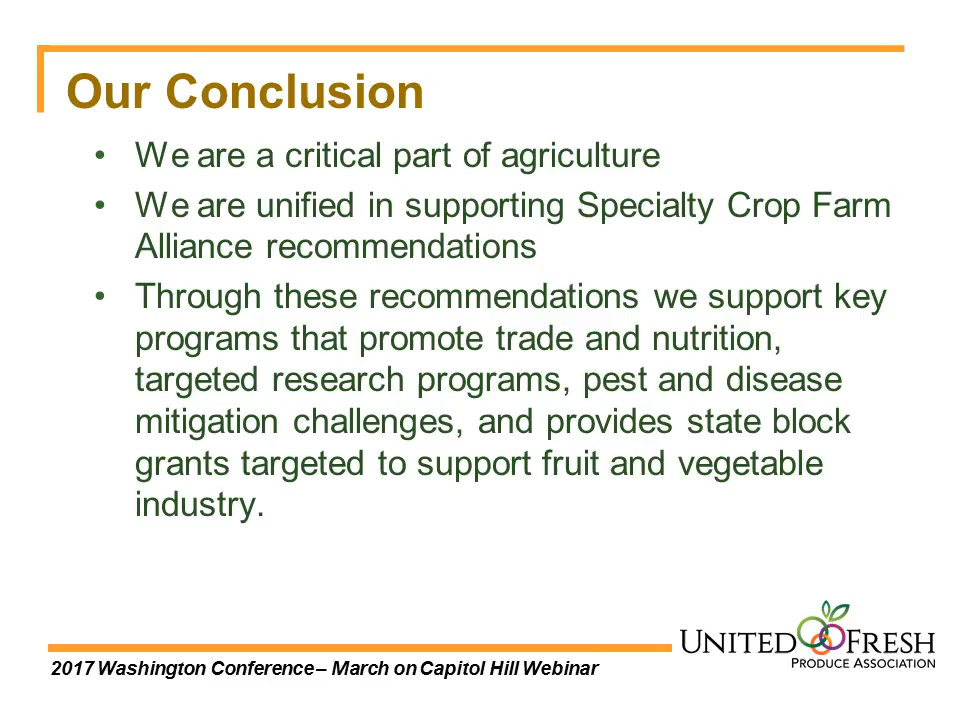 Our Conclusion
• We are a critical part of agriculture
• We are unified in supporting Specialty Crop Farm
Alliance recommendations
• Through these recommendations we support key
programs that promote trade and nutrition,
targeted research programs, pest and disease
mitigation challenges, and provides state block
grants targeted to support fruit and vegetable
industry.
UNITED FRESH
PRODUCE ASSOCIATION
2017 Washington Conference – March on Capitol Hill Webinar